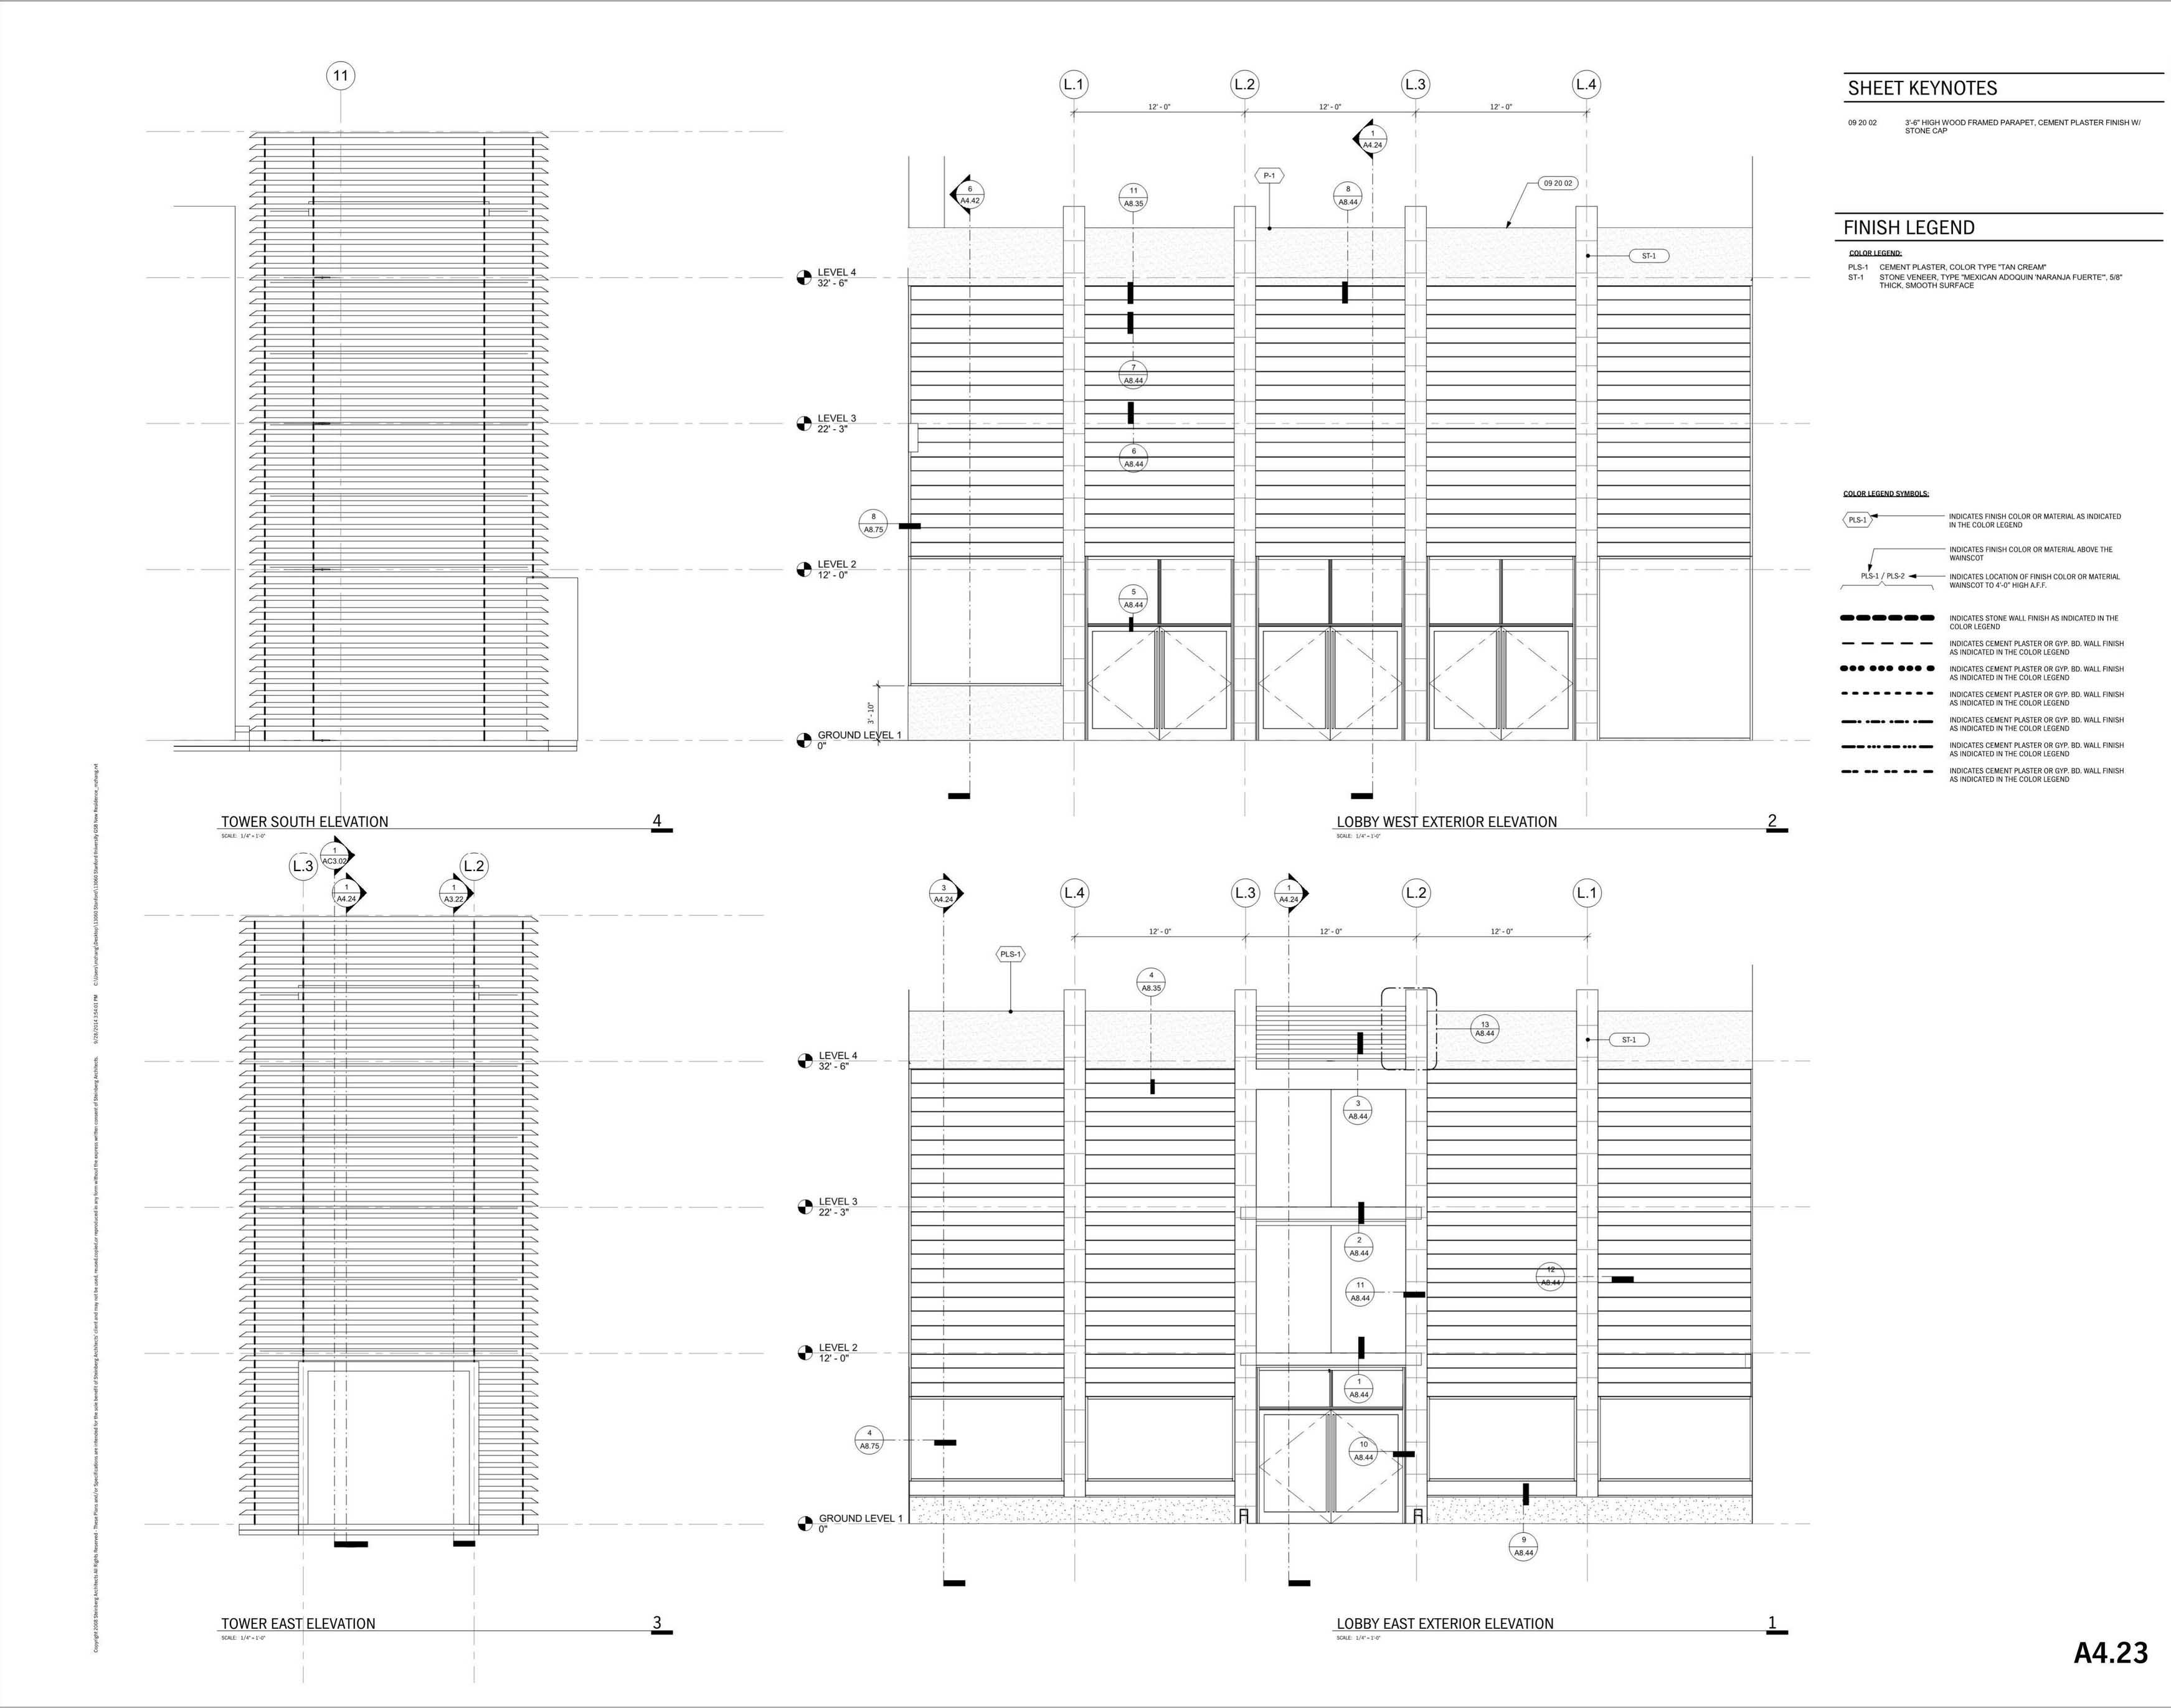 11
L.1
L.2
L.3
L.4
12' - 0"
12' - 0"
12' - 0"
1
A4.24
6
A4.42
11
A8.35
P-1
8
A8.44
09 20 02
ST-1
LEVEL 4
32' - 6"
7
A8.44
LEVEL 3
22' - 3"
6
A8.44
8
A8.75
LEVEL 2
12' - 0"
5
A8.44
3' - 10"
GROUND LEVEL 1
0"
TOWER SOUTH ELEVATION
4
SCALE: 1/4" = 1'-0"
LOBBY WEST EXTERIOR ELEVATION
2
SCALE: 1/4" = 1'-0"
SHEET KEYNOTES
09 20 02 3'-6" HIGH WOOD FRAMED PARAPET, CEMENT PLASTER FINISH W/
STONE CAP
FINISH LEGEND
COLOR LEGEND:
PLS-1 CEMENT PLASTER, COLOR TYPE "TAN CREAM"
ST-1 STONE VENEER, TYPE "MEXICAN ADOQUIN 'NARANJA FUERTE'", 5/8"
THICK, SMOOTH SURFACE
COLOR LEGEND SYMBOLS:
PLS-1
INDICATES FINISH COLOR OR MATERIAL AS INDICATED
IN THE COLOR LEGEND
INDICATES FINISH COLOR OR MATERIAL ABOVE THE
WAINSCOT
PLS-1 / PLS-2
INDICATES LOCATION OF FINISH COLOR OR MATERIAL
WAINSCOT TO 4'-0" HIGH A.F.F.
INDICATES STONE WALL FINISH AS INDICATED IN THE
COLOR LEGEND
INDICATES CEMENT PLASTER OR GYP. BD. WALL FINISH
AS INDICATED IN THE COLOR LEGEND
INDICATES CEMENT PLASTER OR GYP. BD. WALL FINISH
AS INDICATED IN THE COLOR LEGEND
INDICATES CEMENT PLASTER OR GYP. BD. WALL FINISH
AS INDICATED IN THE COLOR LEGEND
INDICATES CEMENT PLASTER OR GYP. BD. WALL FINISH
AS INDICATED IN THE COLOR LEGEND
INDICATES CEMENT PLASTER OR GYP. BD. WALL FINISH
AS INDICATED IN THE COLOR LEGEND
INDICATES CEMENT PLASTER OR GYP. BD. WALL FINISH
AS INDICATED IN THE COLOR LEGEND
L.3
1
AC3.02
1
A4.24
1
A3.22
L.2
TOWER EAST ELEVATION
3
SCALE: 1/4" = 1'-0"
3
A4.24
L.4
L.3
1
A4.24
L.2
L.1
12' - 0"
12' - 0"
12' - 0"
PLS-1
4
A8.35
13
A8.44
ST-1
LEVEL 4
32' - 6"
3
A8.44
LEVEL 3
22' - 3"
2
A8.44
12
A8.44
11
A8.44
LEVEL 2
12' - 0"
1
A8.44
4
A8.75
10
A8.44
GROUND LEVEL 1
0"
9
A8.44
LOBBY EAST EXTERIOR ELEVATION
1
SCALE: 1/4" = 1'-0"
A4.23